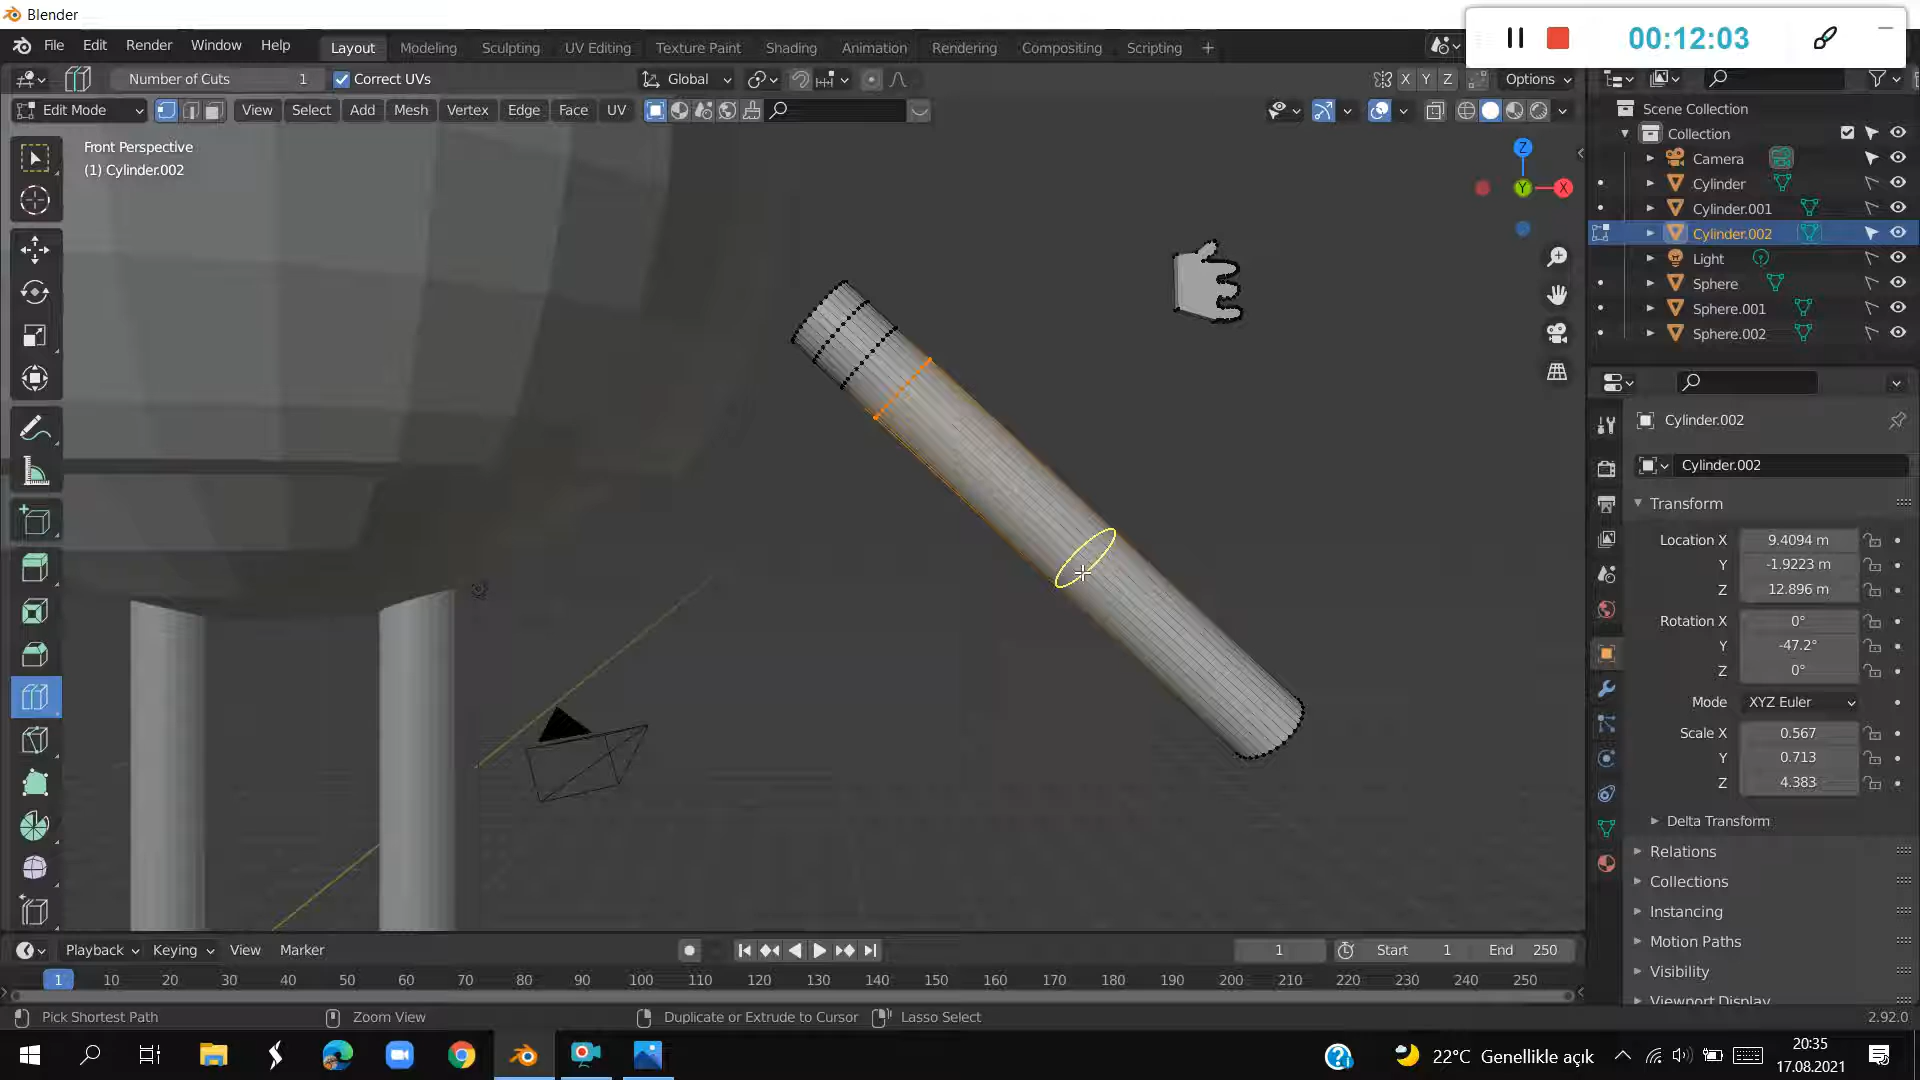 Blender
00:12:03
File Edit Render Window Help Layout Modeling Sculpting UV Editing Texture Paint Shading Animation Rendering Compositing Scripting +
Number of Cuts 1 Correct UVs Global X Y Z Options
Edit Mode View Select Add Mesh Vertex Edge Face UV
Front Perspective
(1) Cylinder.002
Z
Y
X
Scene Collection
Collection
Camera
Cylinder
Cylinder.001
Cylinder.002
Light
Sphere
Sphere.001
Sphere.002
Cylinder.002
Cylinder.002
Transform
Location X 9.4094 m
Y -1.9223 m
Z 12.896 m
Rotation X 0°
Y -47.2°
Z 0°
Mode XYZ Euler
Scale X 0.567
Y 0.713
Z 4.383
Delta Transform
Relations
Collections
Instancing
Motion Paths
Visibility
Viewport Display
Playback Keying View Marker 1 Start 1 End 250
1 10 20 30 40 50 60 70 80 90 100 110 120 130 140 150 160 170 180 190 200 210 220 230 240 250
Pick Shortest Path Zoom View Duplicate or Extrude to Cursor Lasso Select 2.92.0
22°C Genellikle açık
20:35
17.08.2021